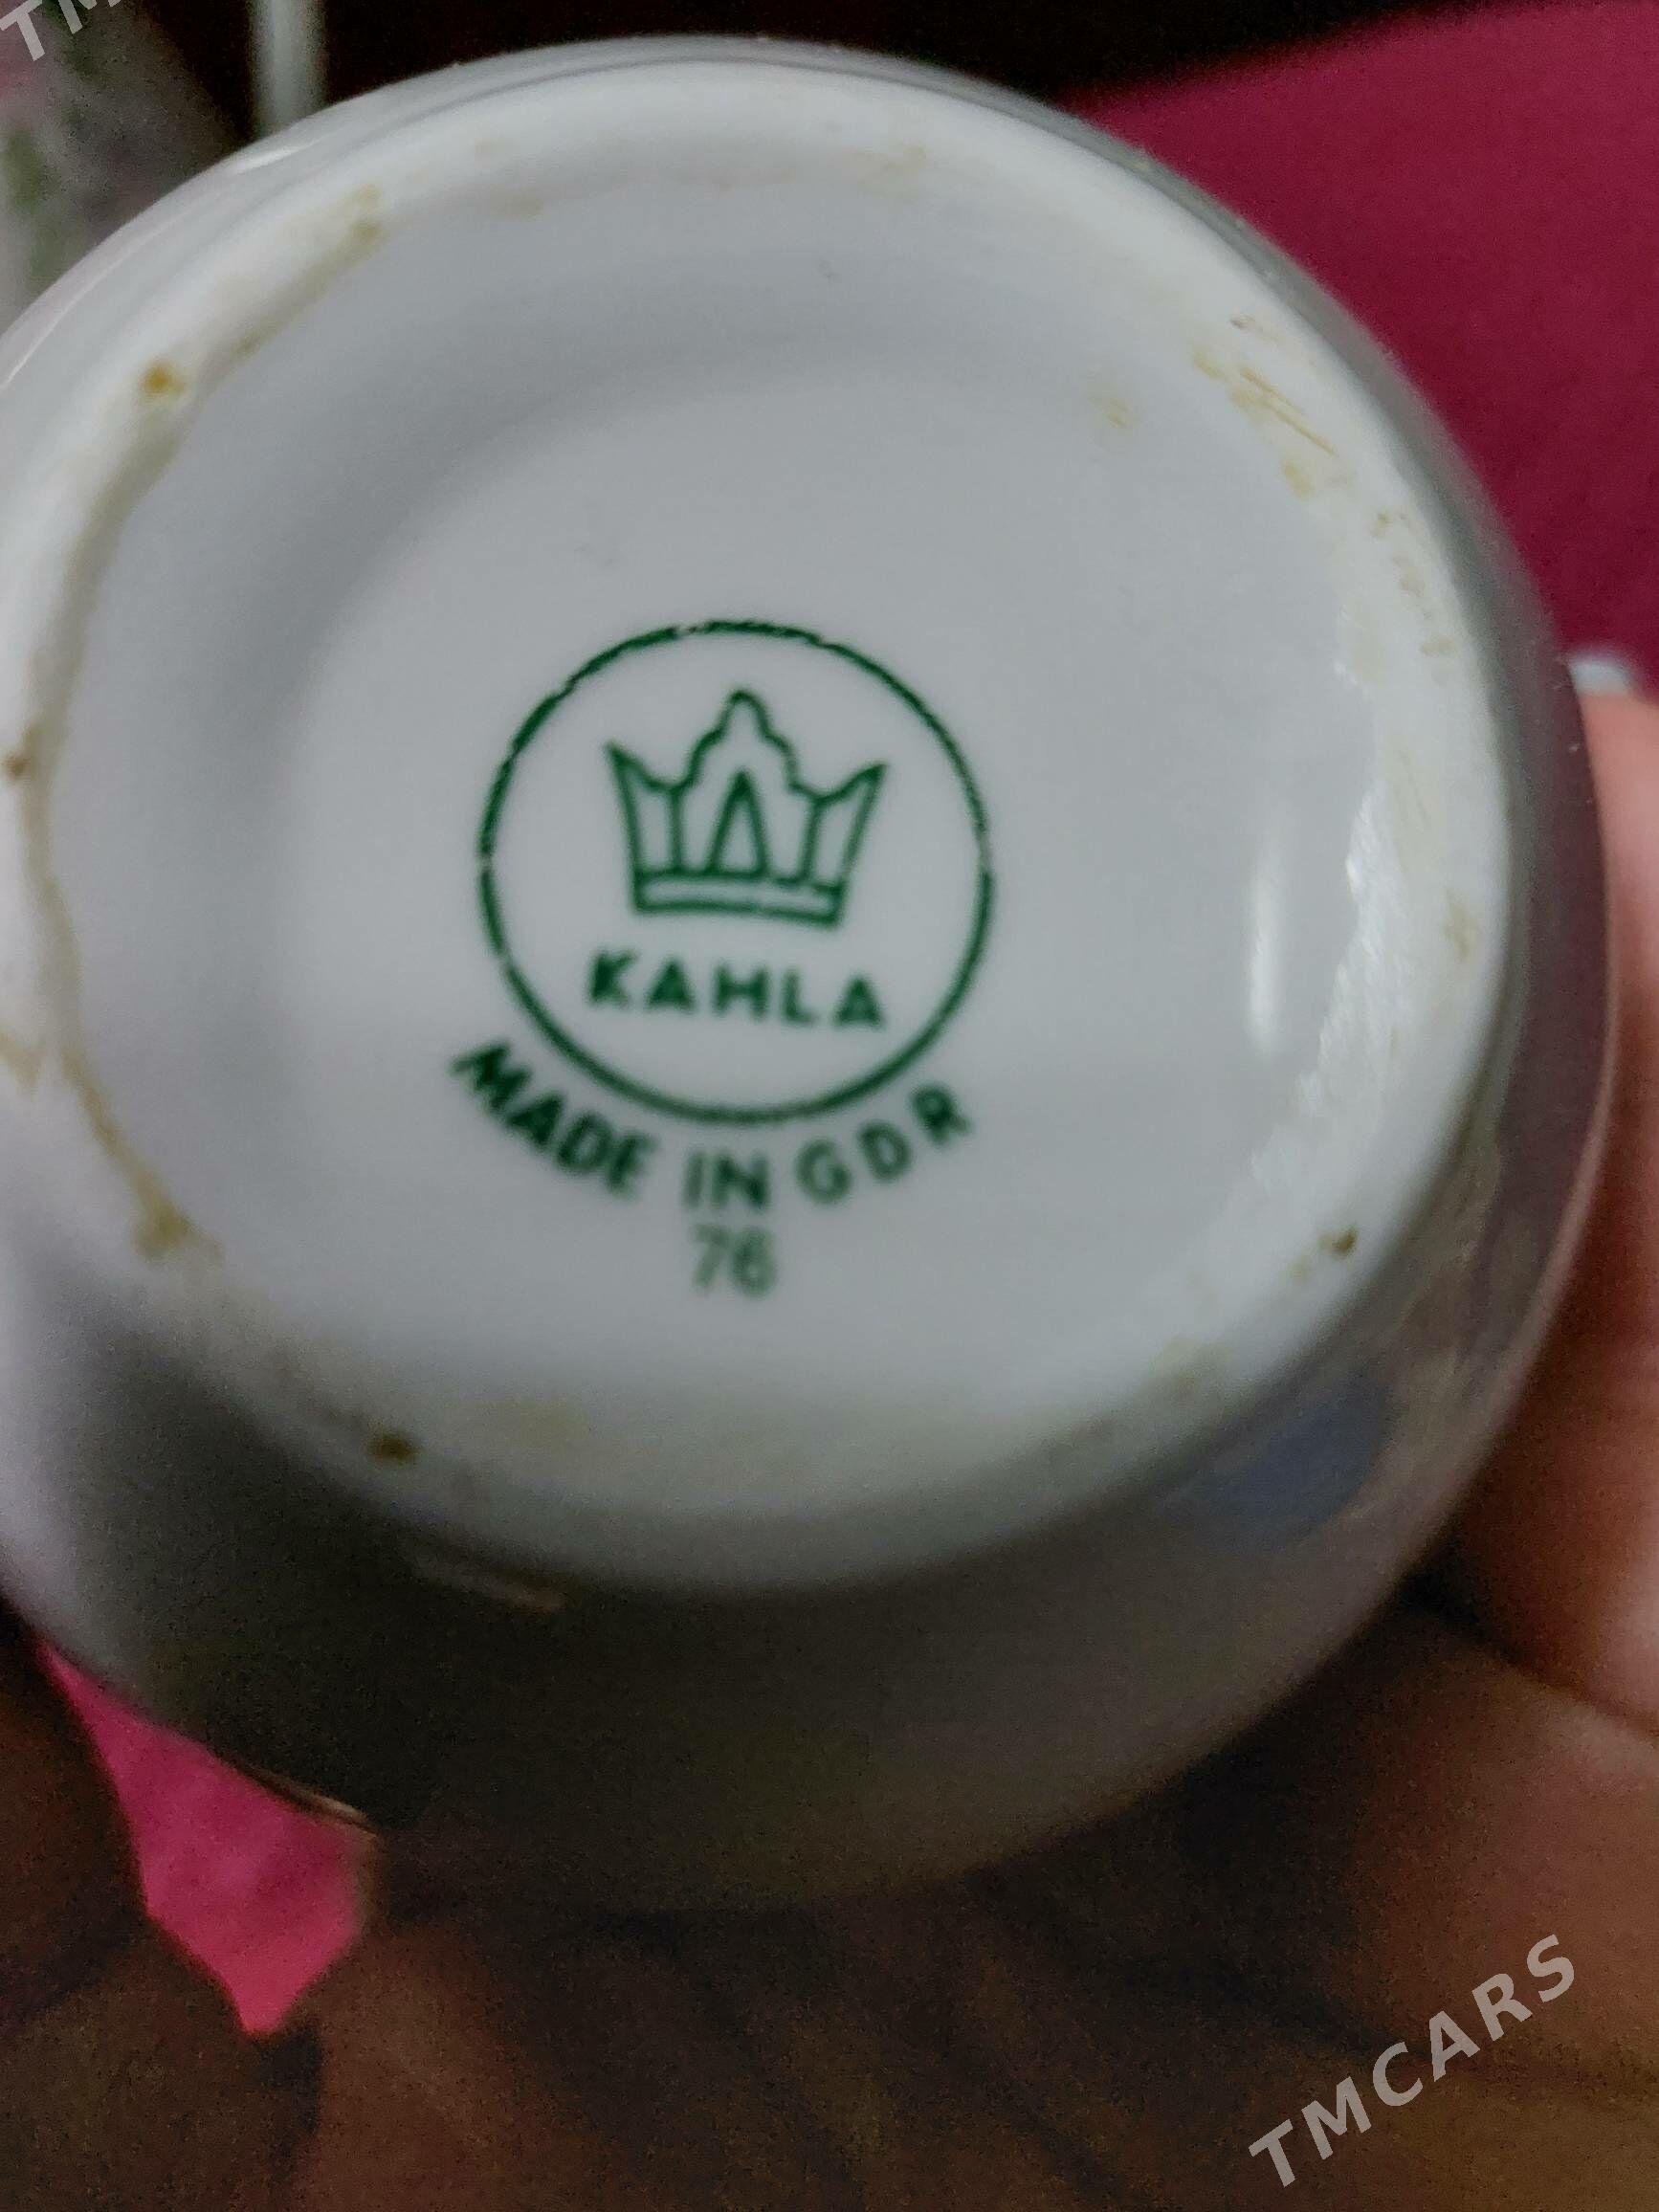 KAHLA
MADE IN GDR
76
TMCARS